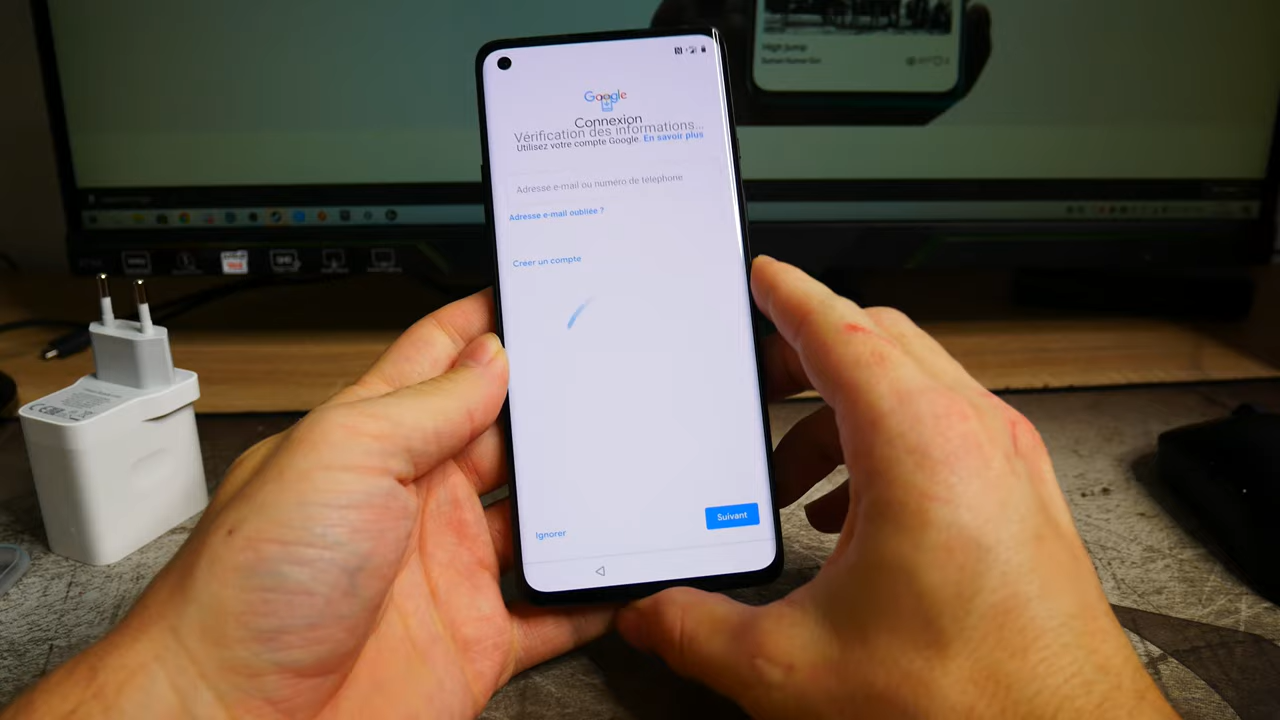 High Jump
Google
Connexion
Vérification des informations...
Utilisez votre compte Google. En savoir plus
Adresse e-mail ou numéro de téléphone
Adresse e-mail oubliée ?
Créer un compte
Suivant
Ignorer